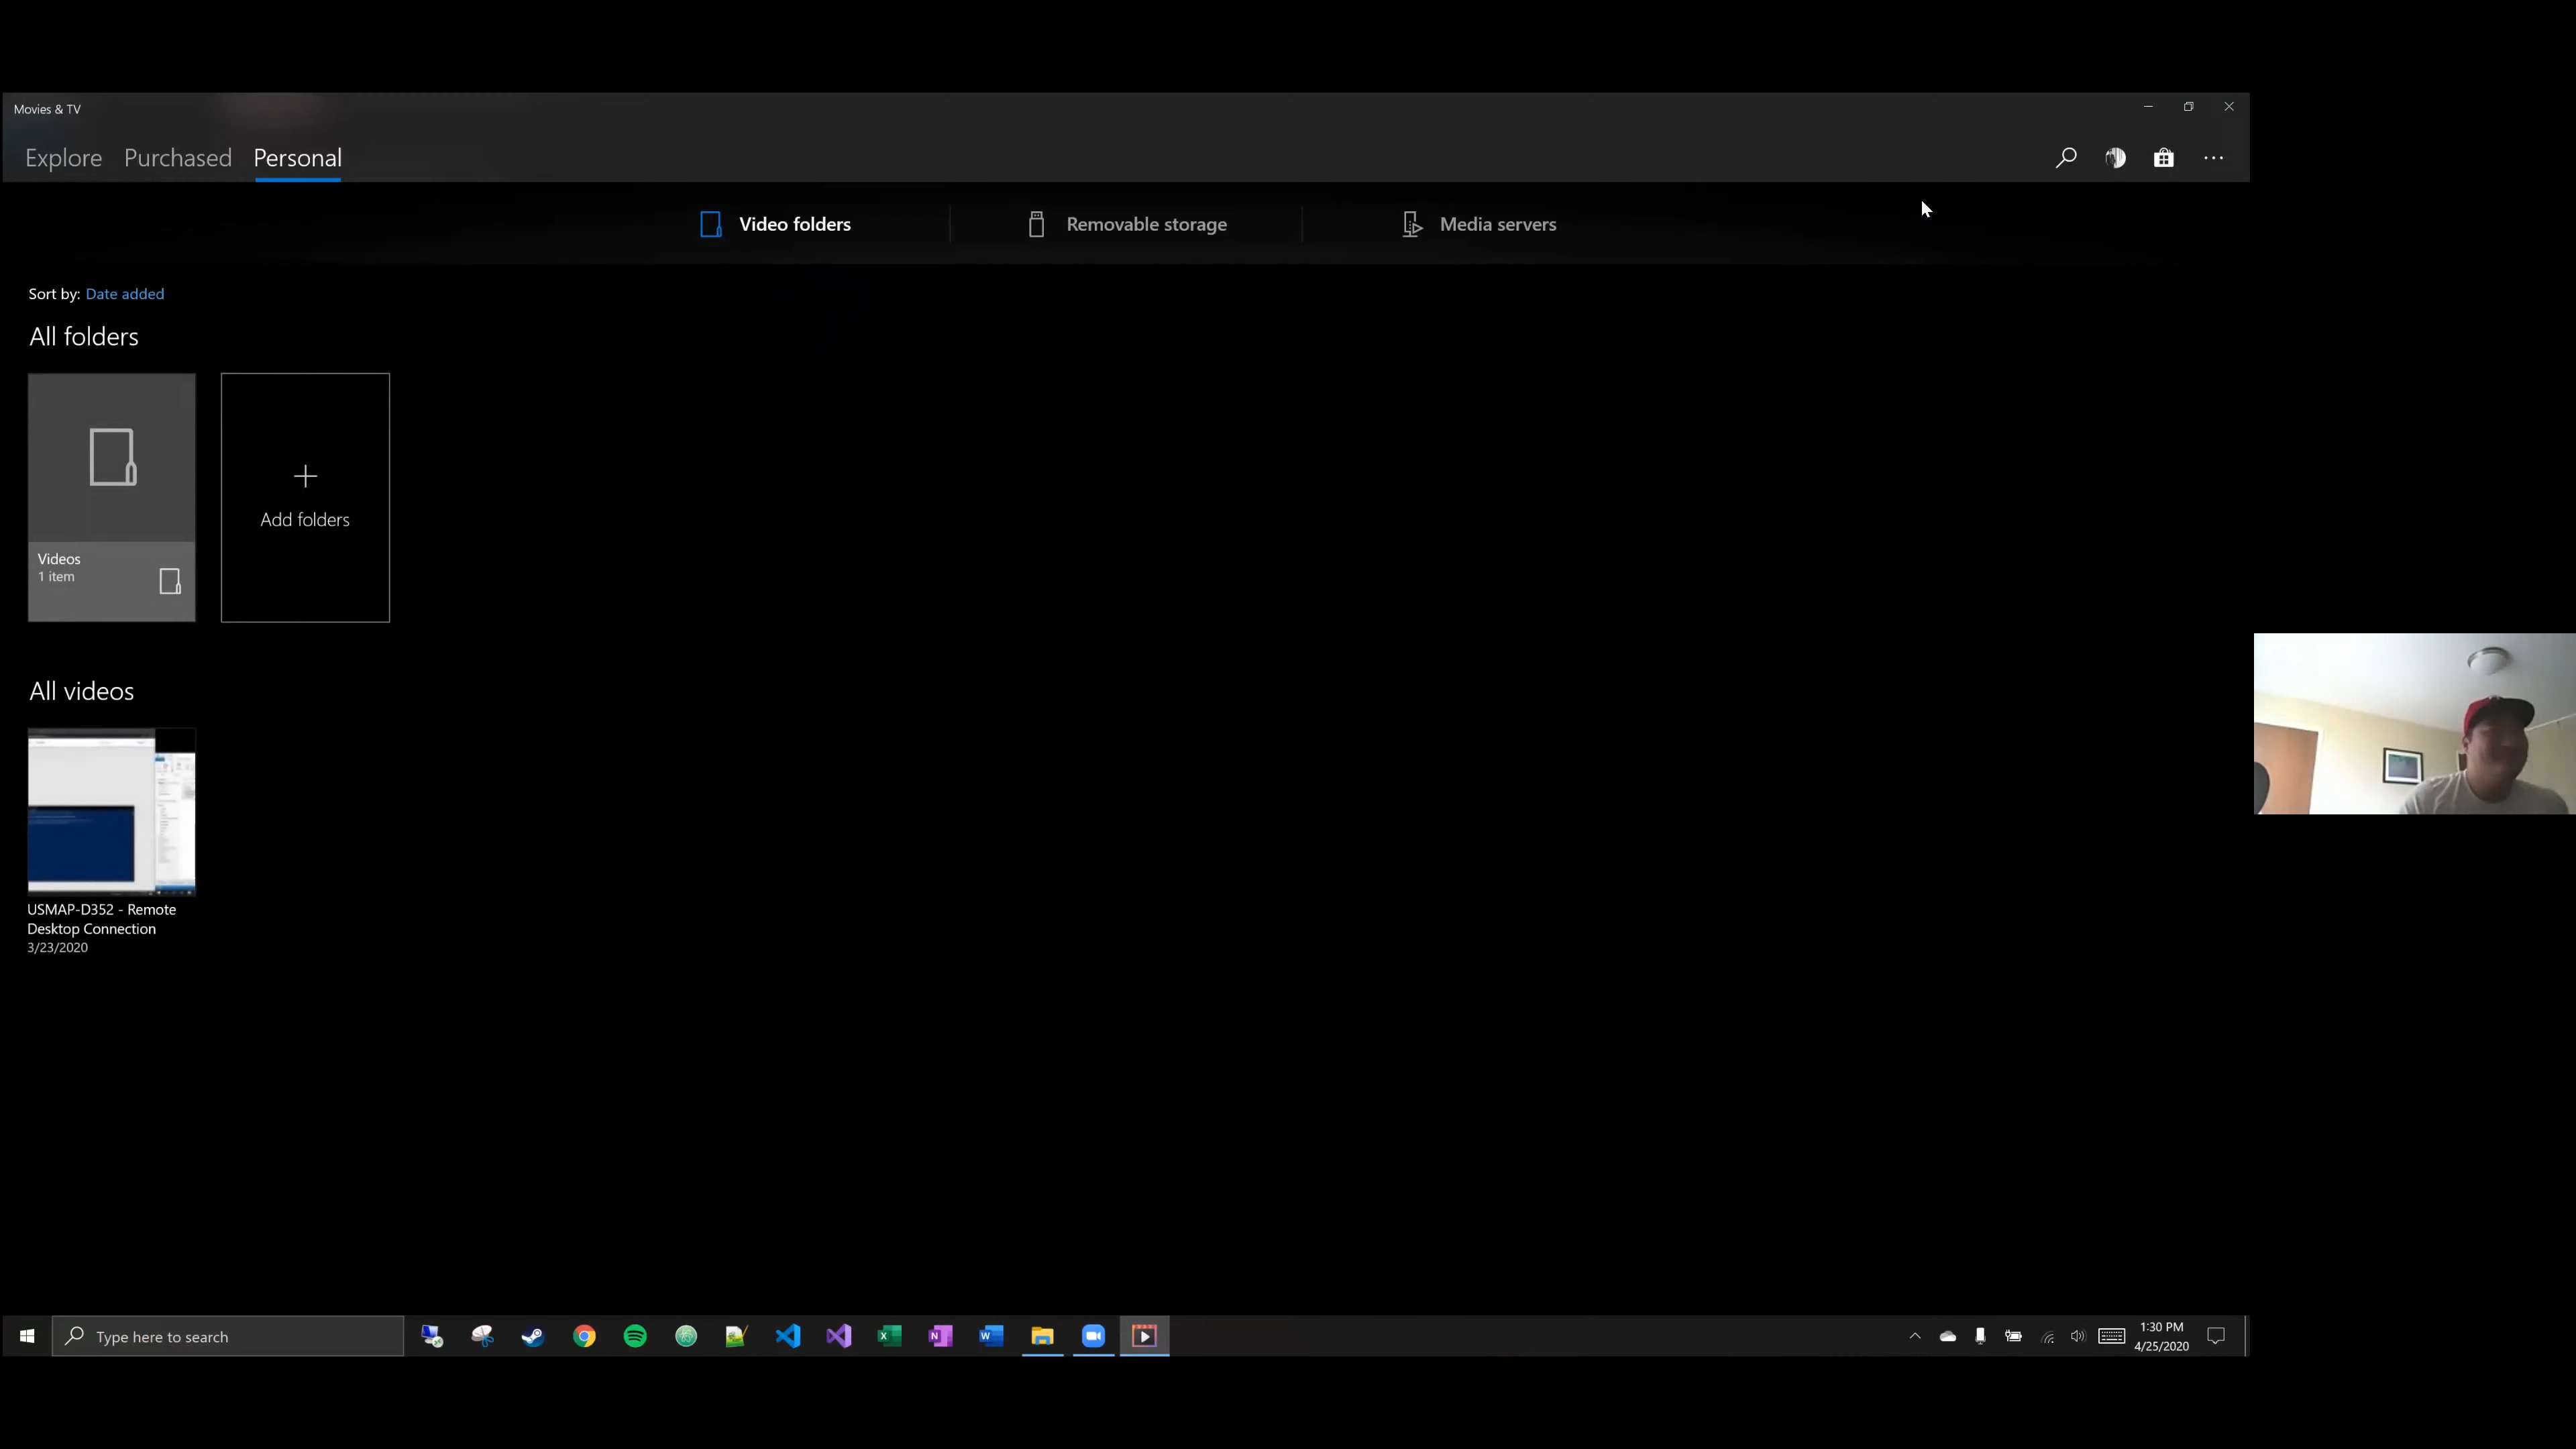 Movies & TV
Explore Purchased Personal
Video folders Removable storage Media servers
Sort by: Date added
All folders
Add folders
Videos
1 item
All videos
USMAP-D352 - Remote
Desktop Connection
3/23/2020
Type here to search
1:30 PM
4/25/2020